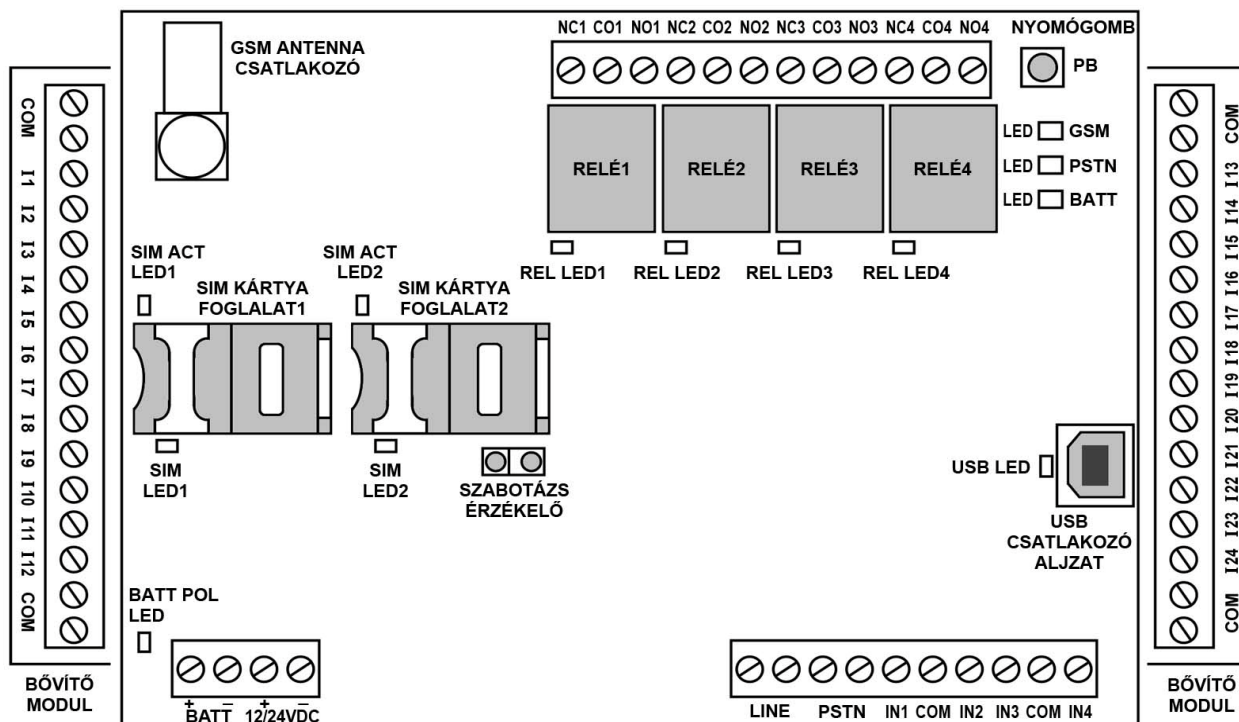 NC1 CO1 NO1 NC2 CO2 NO2 NC3 CO3 NO3 NC4 CO4 NO4
NYOMÓGOMB
PB
GSM ANTENNA
CSATLAKOZÓ
LED GSM
LED PSTN
LED BATT
RELÉ1
RELÉ2
RELÉ3
RELÉ4
REL LED1
REL LED2
REL LED3
REL LED4
SIM ACT
LED1
SIM KÁRTYA
FOGLALAT1
SIM ACT
LED2
SIM KÁRTYA
FOGLALAT2
SIM
LED1
SIM
LED2
SZABOTÁZS
ÉRZÉKELŐ
USB LED
USB
CSATLAKOZÓ
ALJZAT
BATT POL
LED
+ − + −
BATT 12/24VDC
LINE PSTN IN1 COM IN2 IN3 COM IN4
COM
I1
I2
I3
I4
I5
I6
I7
I8
I9
I10
I11
I12
COM
BŐVÍTŐ
MODUL
COM
I13
I14
I15
I16
I17
I18
I19
I20
I21
I22
I23
I24
COM
BŐVÍTŐ
MODUL